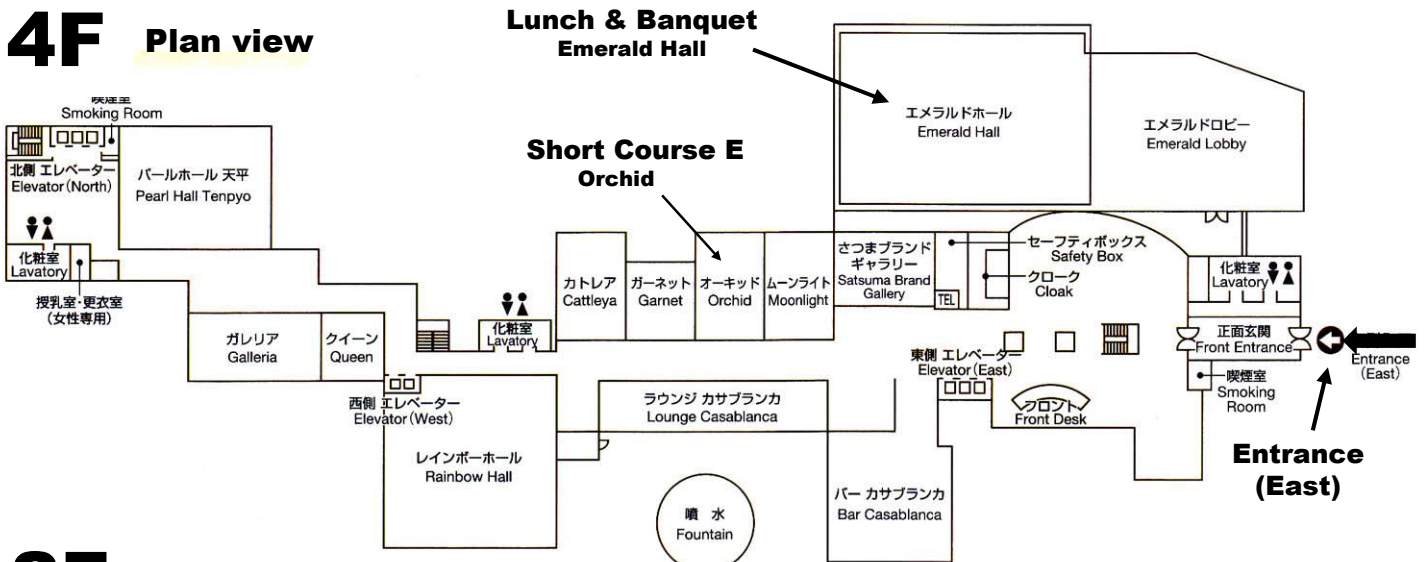 4F Plan view
Lunch & Banquet
Emerald Hall
喫煙室
Smoking Room
北側 エレベーター
Elevator(North)
パールホール 天平
Pearl Hall Tenpyo
エメラルドホール
Emerald Hall
エメラルドロビー
Emerald Lobby
Short Course E
Orchid
化粧室
Lavatory
授乳室・更衣室
(女性専用)
ガレリア
Galleria
クイーン
Queen
化粧室
Lavatory
カトレア
Cattleya
ガーネット
Garnet
オーキッド
Orchid
ムーンライト
Moonlight
さつまブランド
ギャラリー
Satsuma Brand
Gallery
TEL
セーフティボックス
Safety Box
クローク
Cloak
化粧室
Lavatory
正面玄関
Front Entrance
Entrance
(East)
喫煙室
Smoking
Room
東側 エレベーター
Elevator(East)
フロント
Front Desk
西側 エレベーター
Elevator(West)
ラウンジ カサブランカ
Lounge Casablanca
レインボーホール
Rainbow Hall
噴 水
Fountain
バー カサブランカ
Bar Casablanca
Entrance
(East)